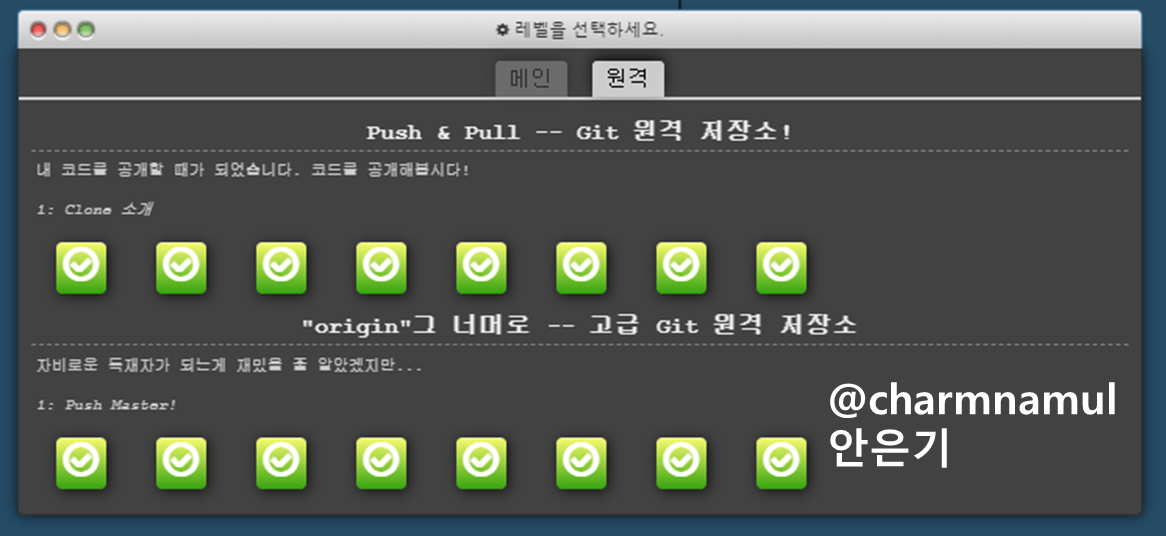 레벨을 선택하세요.
메인 원격
Push & Pull -- Git 원격 저장소!
내 코드를 공개할 때가 되었습니다. 코드를 공개해봅시다!
1: Clone 소개
"origin"그 너머로 -- 고급 Git 원격 저장소
자비로운 독재자가 되는게 재밌을 줄 알았겠지만...
1: Push Master!
@charmnamul
안은기